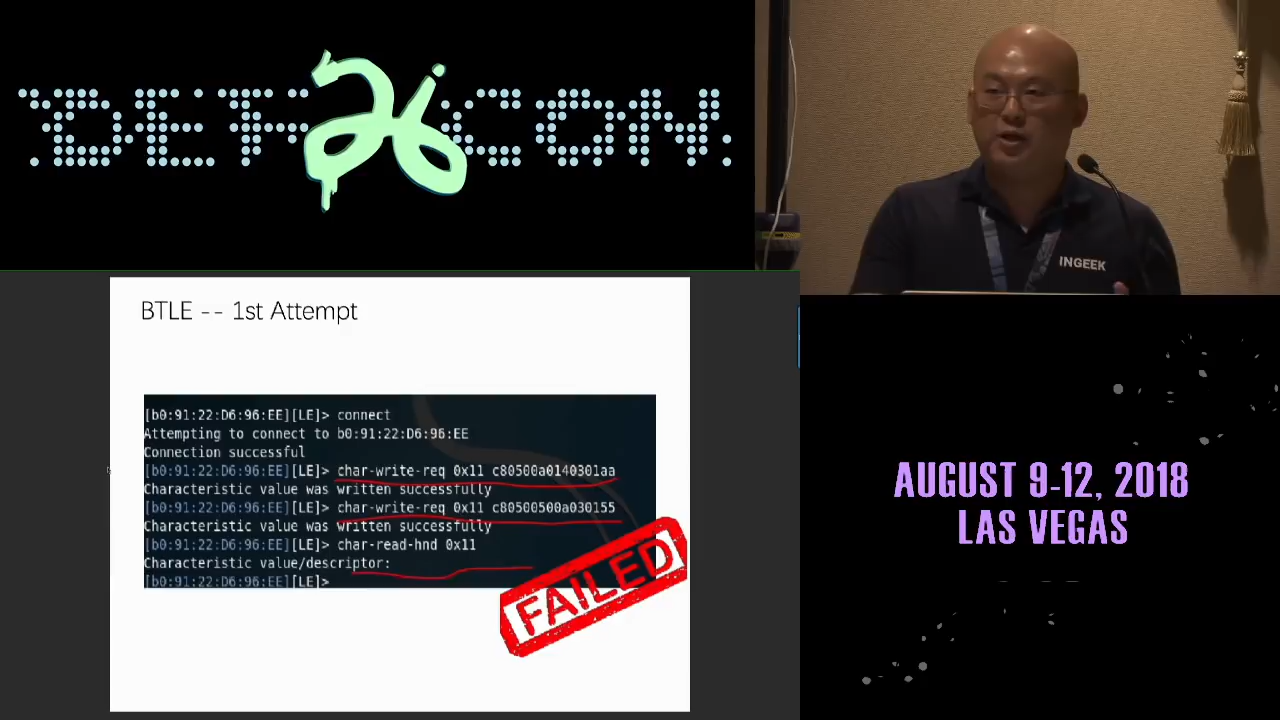 DEF 26 CON
INGEEK
BTLE -- 1st Attempt
[b0:91:22:D6:96:EE][LE]> connect
Attempting to connect to b0:91:22:D6:96:EE
Connection successful
[b0:91:22:D6:96:EE][LE]> char-write-req 0x11 c80500a0140301aa
Characteristic value was written successfully
[b0:91:22:D6:96:EE][LE]> char-write-req 0x11 c80500500a030155
Characteristic value was written successfully
[b0:91:22:D6:96:EE][LE]> char-read-hnd 0x11
Characteristic value/descriptor:
[b0:91:22:D6:96:EE][LE]>
FAILED
AUGUST 9-12, 2018
LAS VEGAS